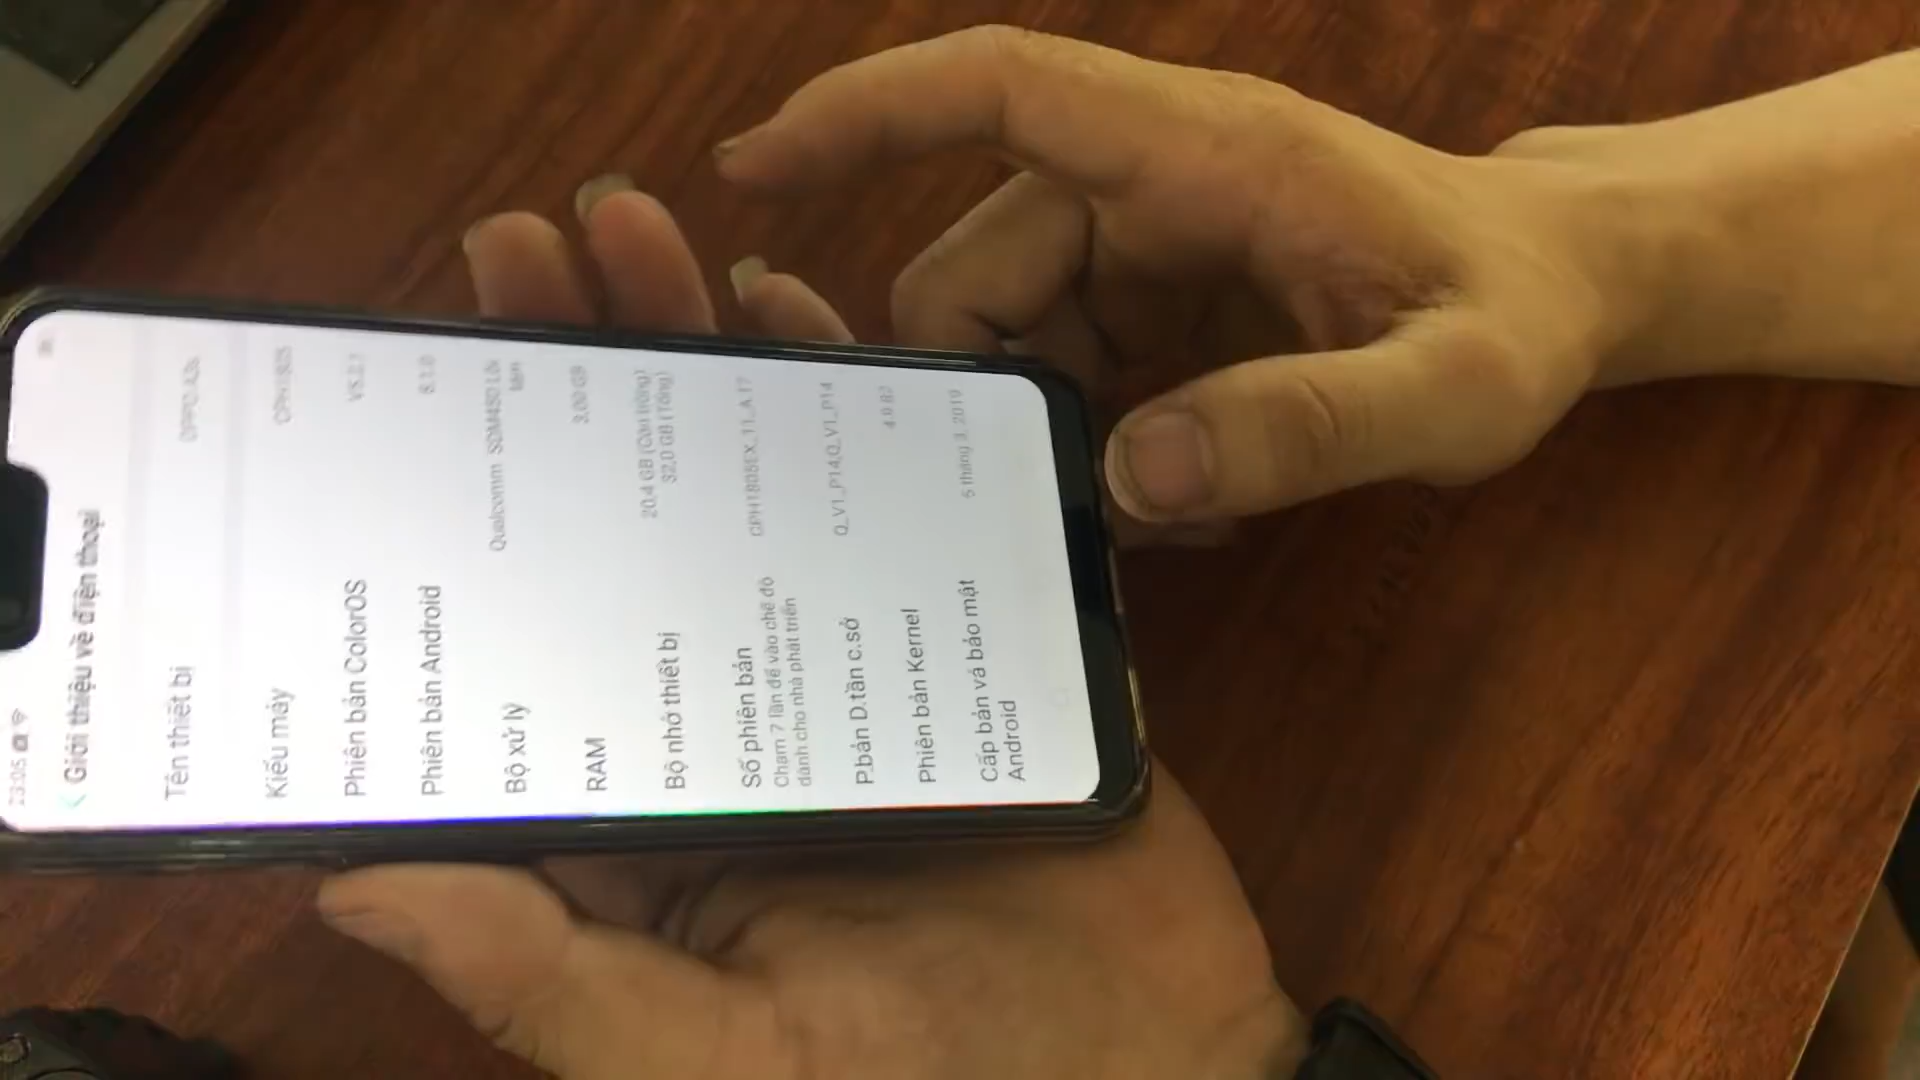 23:05
Giới thiệu về điện thoại
Tên thiết bị
OPPO A3s
Kiểu máy
Phiên bản ColorOS
V5.2.1
Phiên bản Android
8.1.0
Bộ xử lý
Qualcomm SDM450 Lõi
tám
RAM
3,00 GB
Bộ nhớ thiết bị
20,4 GB (Còn trống)
32,0 GB (Tổng)
Số phiên bản
Chạm 7 lần để vào chế độ
dành cho nhà phát triển
CPH1805EX_11_A.17
P.bản D.tần c.sở
Q_V1_P14,Q_V1_P14
Phiên bản Kernel
Cấp bản vá bảo mật
Android
5 tháng 3, 2019